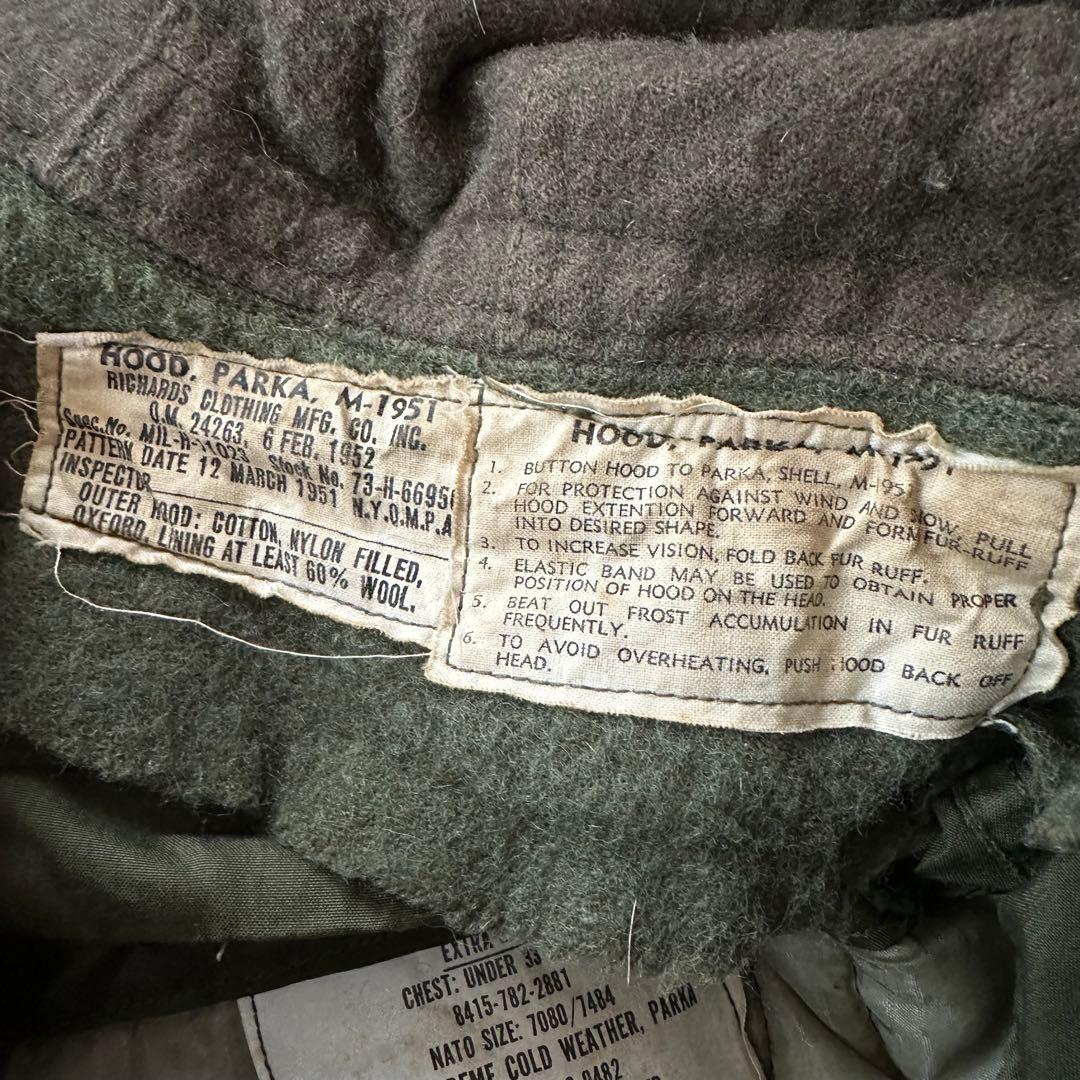 HOOD, PARKA, M-1951
RICHARDS CLOTHING MFG. CO. INC.
Q.M. 24263, 6 FEB. 1952
Spec.No. MIL-H-11023 Stock No. 73-H-6695
PATTERN DATE 12 MARCH 1951 N.Y.Q.M.P.A
INSPECTOR
OUTER HOOD: COTTON, NYLON FILLED,
OXFORD, LINING AT LEAST 60% WOOL.
HOOD, PARKA, M-1951
1. BUTTON HOOD TO PARKA, SHELL, M-195
2. FOR PROTECTION AGAINST WIND AND SNOW, PULL
HOOD EXTENTION FORWARD AND FORM FUR-RUFF
INTO DESIRED SHAPE.
3. TO INCREASE VISION, FOLD BACK FUR RUFF.
4. ELASTIC BAND MAY BE USED TO OBTAIN PROPER
POSITION OF HOOD ON THE HEAD.
5. BEAT OUT FROST ACCUMULATION IN FUR RUFF
FREQUENTLY.
6. TO AVOID OVERHEATING, PUSH HOOD BACK OFF
HEAD.
EXTRA
CHEST: UNDER 33
8415-782-2881
NATO SIZE: 7080/7484
COLD WEATHER, PARKA
0482